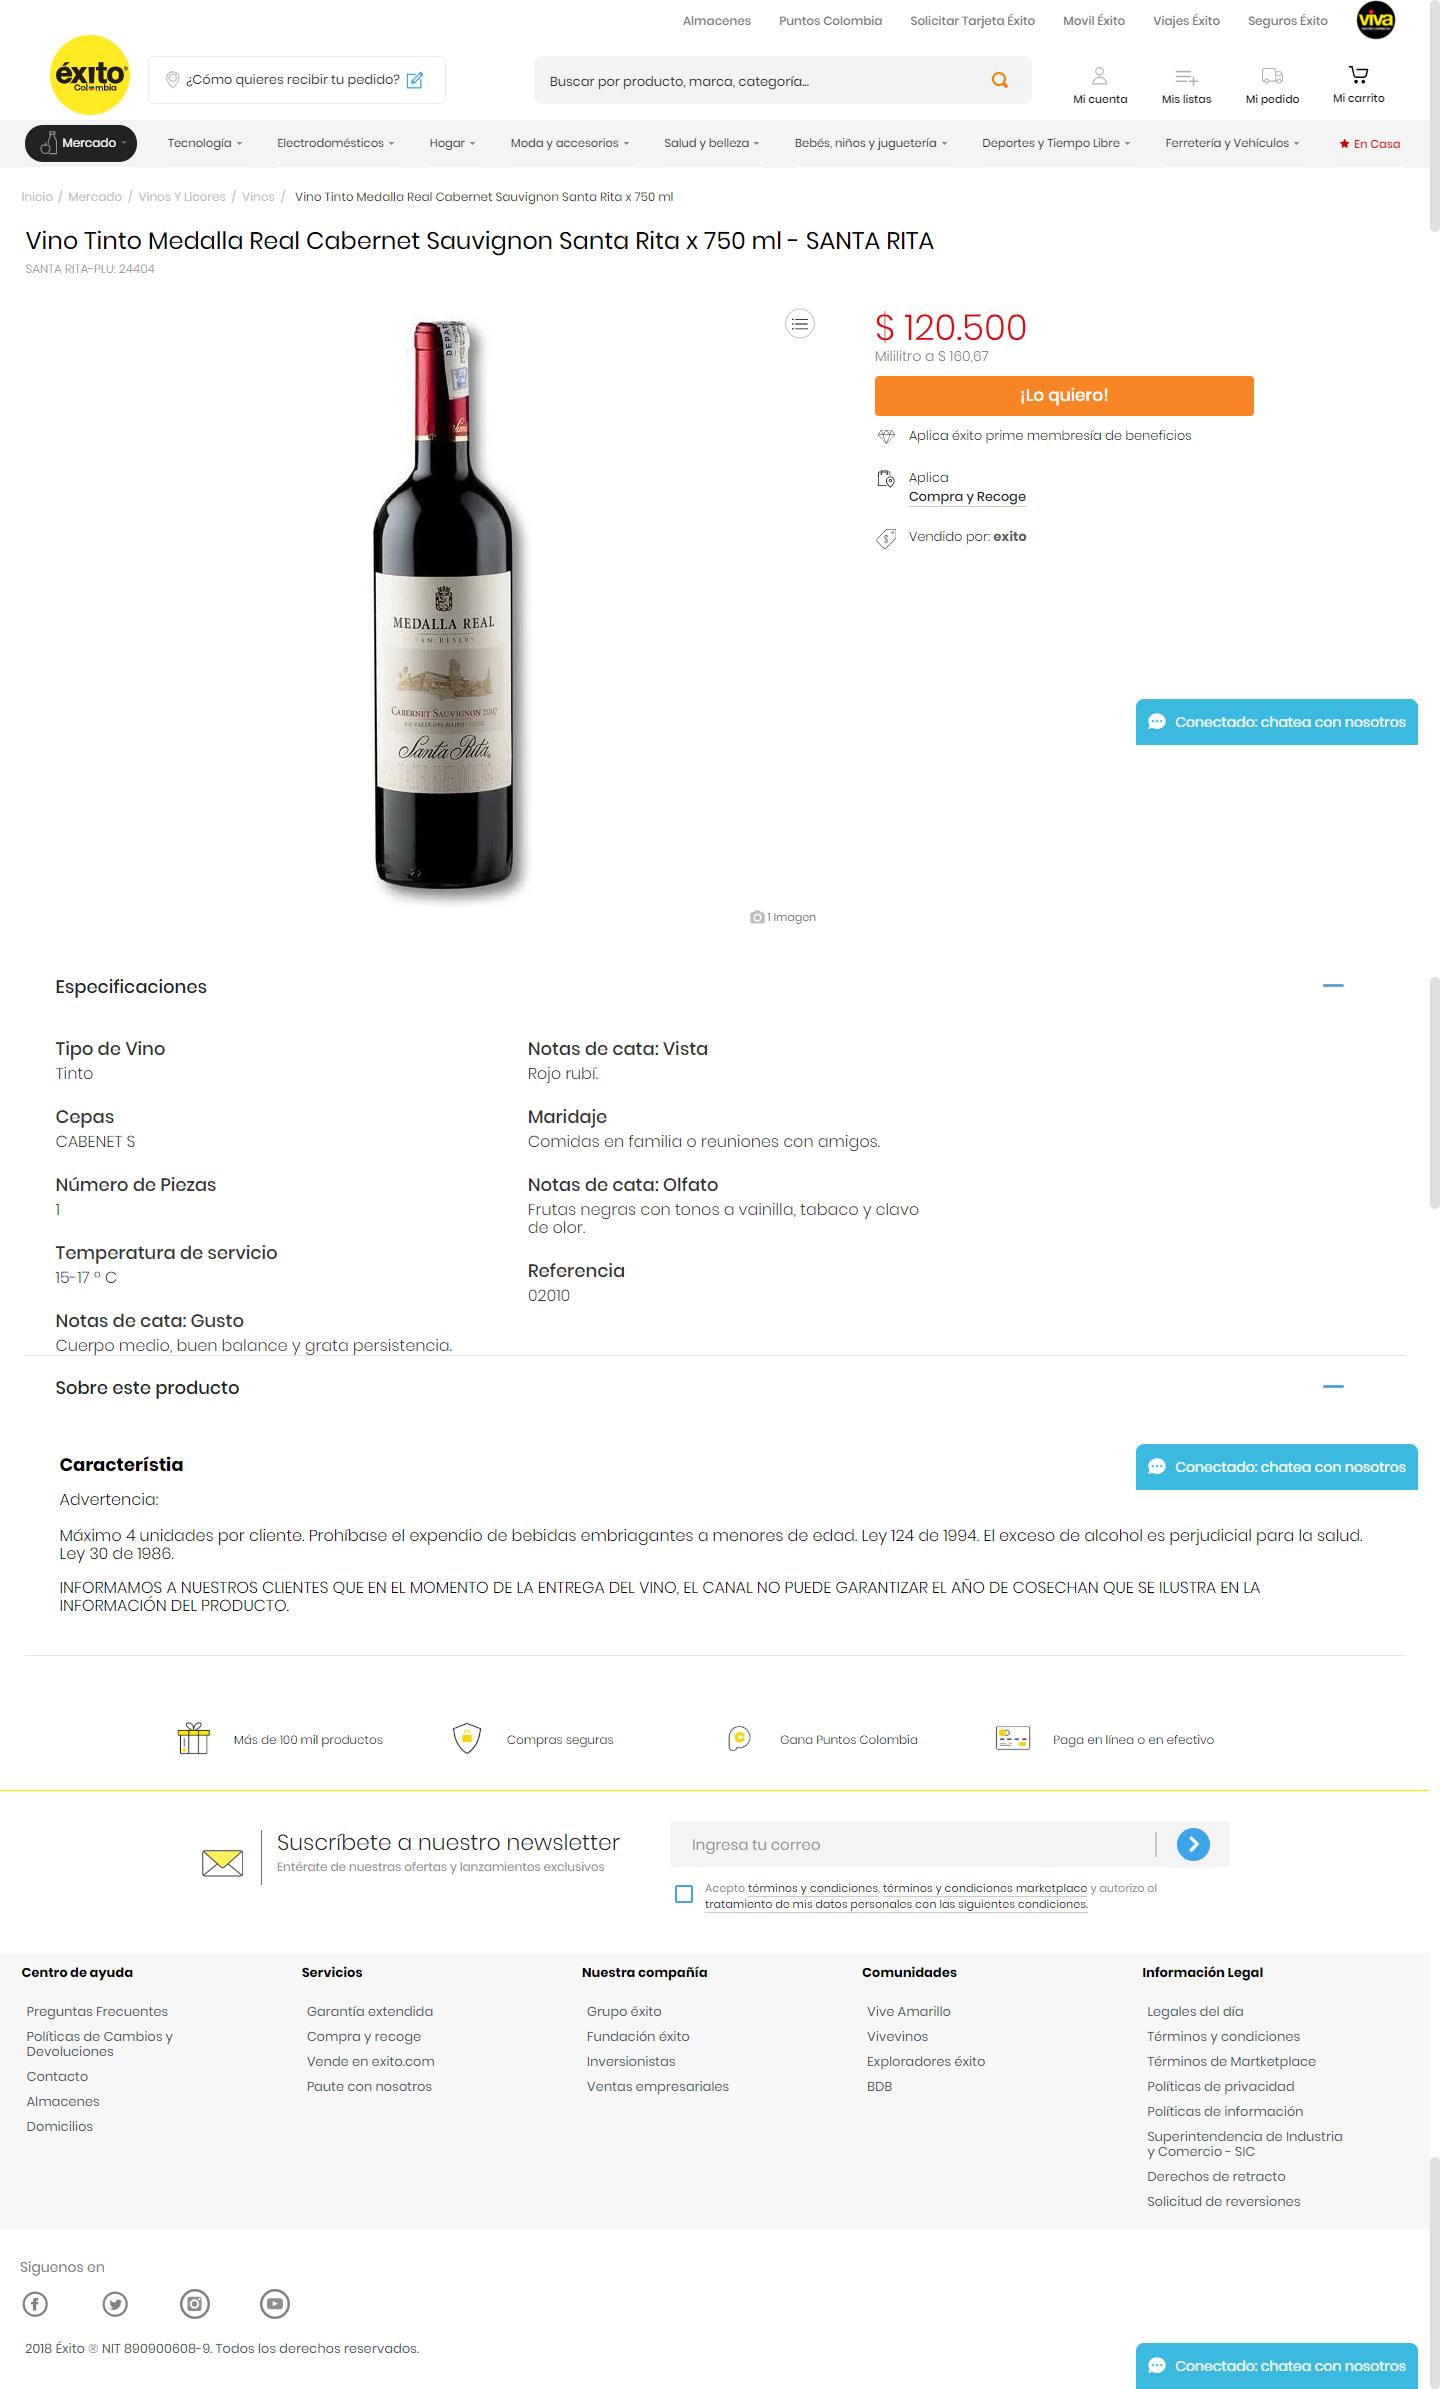 Almacenes Puntos Colombia Solicitar Tarjeta Éxito Movil Éxito Viajes Éxito Seguros Éxito viva
éxito
Colombia
¿Cómo quieres recibir tu pedido?
Buscar por producto, marca, categoría...
Mi cuenta Mis listas Mi pedido Mi carrito
Mercado Tecnología Electrodomésticos Hogar Moda y accesorios Salud y belleza Bebés, niños y juguetería Deportes y Tiempo Libre Ferretería y Vehículos En Casa
Inicio / Mercado / Vinos Y Licores / Vinos / Vino Tinto Medalla Real Cabernet Sauvignon Santa Rita x 750 ml
Vino Tinto Medalla Real Cabernet Sauvignon Santa Rita x 750 ml - SANTA RITA
SANTA RITA-PLU: 24404
MEDALLA REAL
CABERNET SAUVIGNON 2007
Santa Rita
1 Imagen
$ 120.500
Mililitro a $ 160,67
¡Lo quiero!
Aplica éxito prime membresía de beneficios
Aplica
Compra y Recoge
Vendido por: exito
Conectado: chatea con nosotros
Especificaciones
Tipo de Vino
Tinto
Cepas
CABENET S
Número de Piezas
1
Temperatura de servicio
15-17 º C
Notas de cata: Gusto
Cuerpo medio, buen balance y grata persistencia.
Notas de cata: Vista
Rojo rubí.
Maridaje
Comidas en familia o reuniones con amigos.
Notas de cata: Olfato
Frutas negras con tonos a vainilla, tabaco y clavo
de olor.
Referencia
02010
Sobre este producto
Caracterîstia
Conectado: chatea con nosotros
Advertencia:
Máximo 4 unidades por cliente. Prohíbase el expendio de bebidas embriagantes a menores de edad. Ley 124 de 1994. El exceso de alcohol es perjudicial para la salud.
Ley 30 de 1986.
INFORMAMOS A NUESTROS CLIENTES QUE EN EL MOMENTO DE LA ENTREGA DEL VINO, EL CANAL NO PUEDE GARANTIZAR EL AÑO DE COSECHAN QUE SE ILUSTRA EN LA
INFORMACIÓN DEL PRODUCTO.
Más de 100 mil productos
Compras seguras
Gana Puntos Colombia
Paga en línea o en efectivo
Suscríbete a nuestro newsletter
Entérate de nuestras ofertas y lanzamientos exclusivos
Ingresa tu correo
Acepto términos y condiciones, términos y condiciones marketplace y autorizo el
tratamiento de mis datos personales con las siguientes condiciones.
Centro de ayuda
Preguntas Frecuentes
Políticas de Cambios y
Devoluciones
Contacto
Almacenes
Domicilios
Servicios
Garantía extendida
Compra y recoge
Vende en exito.com
Paute con nosotros
Nuestra compañía
Grupo éxito
Fundación éxito
Inversionistas
Ventas empresariales
Comunidades
Vive Amarillo
Vivevinos
Exploradores éxito
BDB
Información Legal
Legales del día
Términos y condiciones
Términos de Martketplace
Políticas de privacidad
Políticas de información
Superintendencia de Industria
y Comercio - SIC
Derechos de retracto
Solicitud de reversiones
Siguenos en
2018 Éxito ® NIT 890900608-9. Todos los derechos reservados.
Conectado: chatea con nosotros